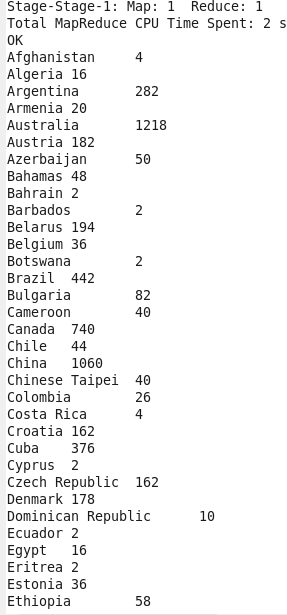 Stage-Stage-1: Map: 1  Reduce: 1
Total MapReduce CPU Time Spent: 2 s
OK
Afghanistan	4
Algeria	16
Argentina	282
Armenia	20
Australia	1218
Austria	182
Azerbaijan	50
Bahamas	48
Bahrain	2
Barbados	2
Belarus	194
Belgium	36
Botswana	2
Brazil	442
Bulgaria	82
Cameroon	40
Canada	740
Chile	44
China	1060
Chinese Taipei	40
Colombia	26
Costa Rica	4
Croatia	162
Cuba	376
Cyprus	2
Czech Republic	162
Denmark	178
Dominican Republic	10
Ecuador	2
Egypt	16
Eritrea	2
Estonia	36
Ethiopia	58